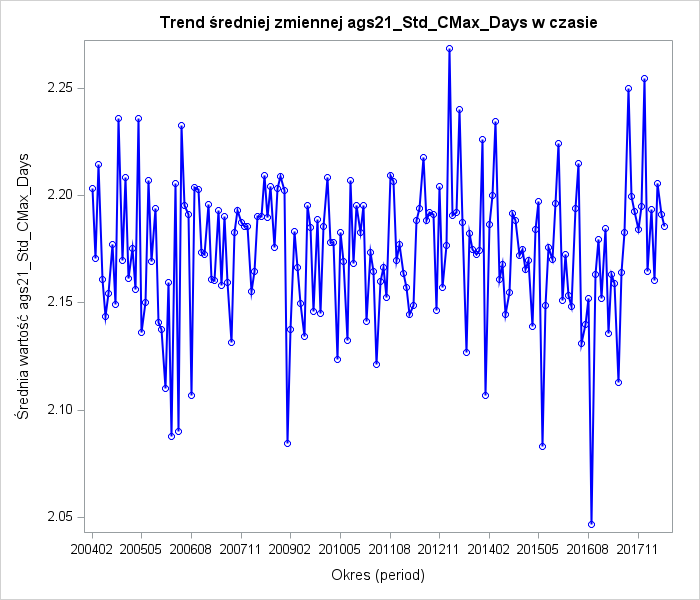 Trend średniej zmiennej ags21_Std_CMax_Days w czasie
Średnia wartość ags21_Std_CMax_Days
2.25
2.20
2.15
2.10
2.05
200402 200505 200608 200711 200902 201005 201108 201211 201402 201505 201608 201711
Okres (period)